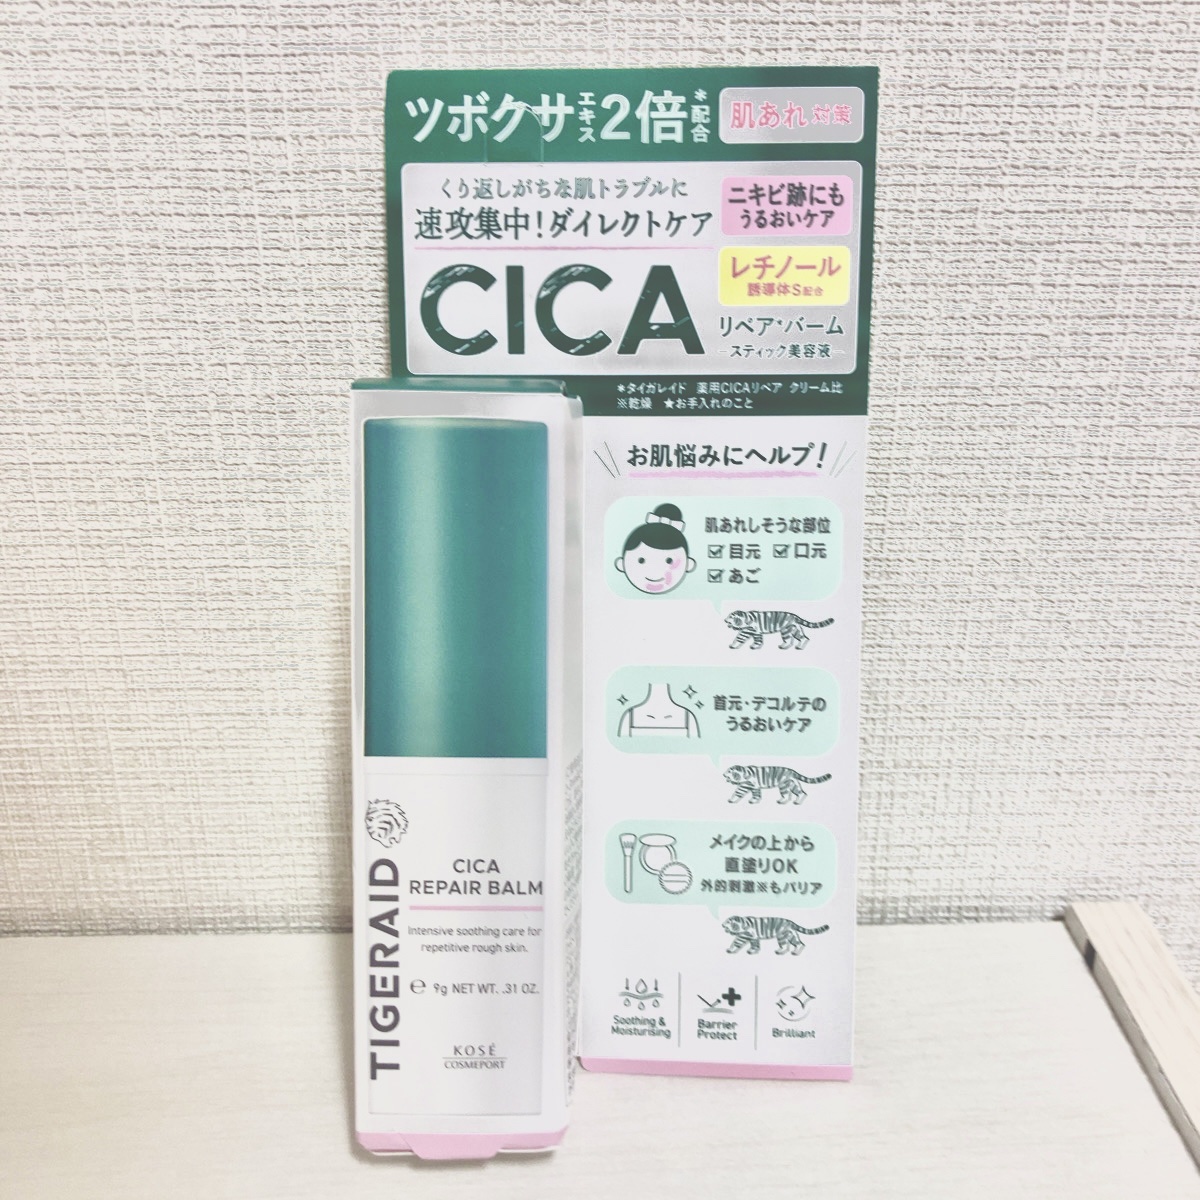 ツボクサエキス2倍*配合
肌あれ対策
くり返しがちな肌トラブルに
速攻集中!ダイレクトケア
CICA
ニキビ跡にも
うるおいケア
レチノール
誘導体S配合
リペア*バーム
-スティック美容液-
*タイガレイド 薬用CICAリペア クリーム比
※乾燥 ★お手入れのこと
お肌悩みにヘルプ!
肌あれしそうな部位
☑目元 ☑口元
☑あご
首元・デコルテの
うるおいケア
メイクの上から
直塗りOK
外的刺激※もバリア
Soothing &
Moisturising
Barrier
Protect
Brilliant
TIGERAID
CICA
REPAIR BALM
Intensive soothing care for
repetitive rough skin.
℮ 9g NET WT. .31 OZ.
KOSÉ
COSMEPORT